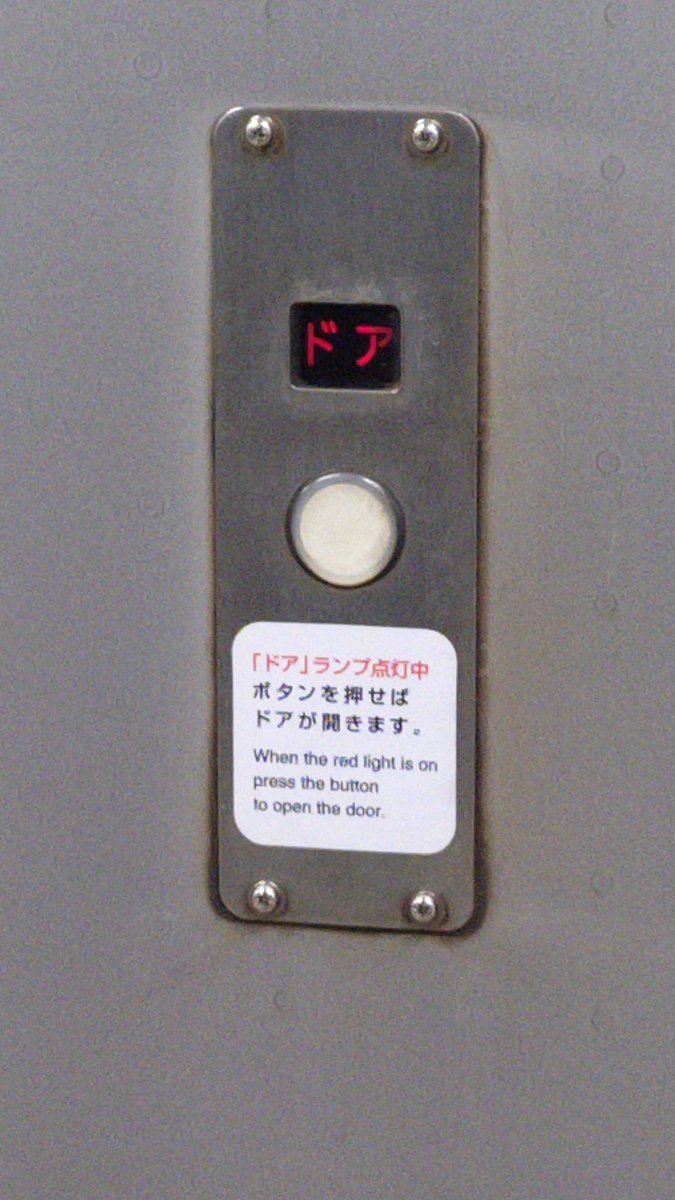 ドア
「ドア」ランプ点灯中
ボタンを押せば
ドアが開きます。
When the red light is on
press the button
to open the door.